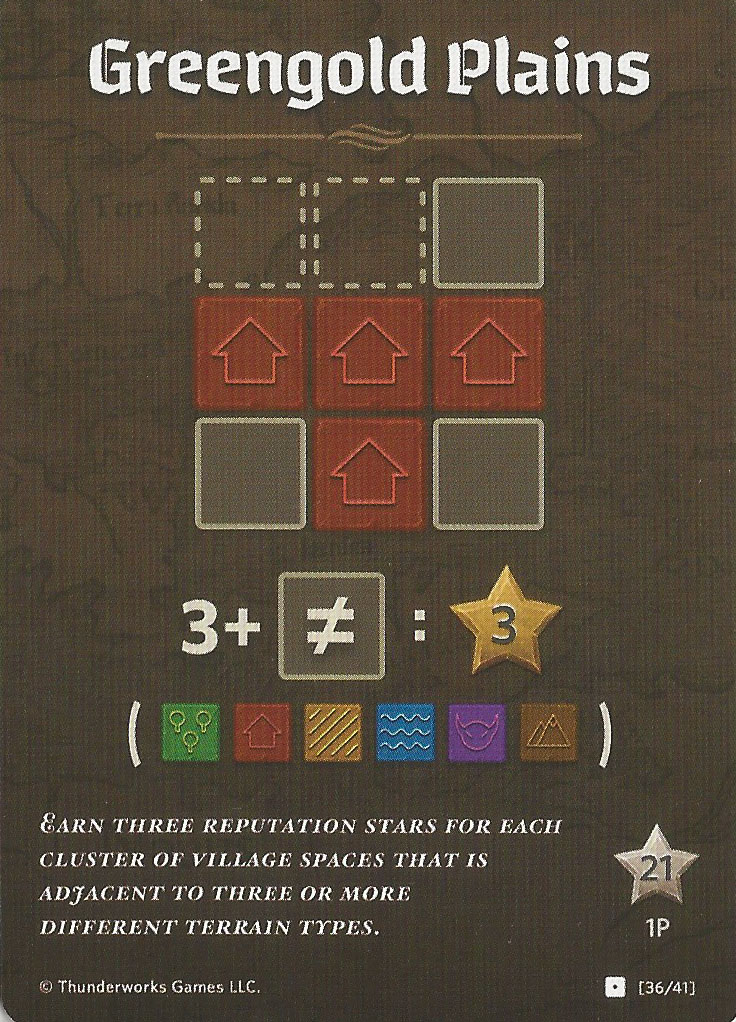 Greengold Plains
3+ ≠ : 3
( )
Earn three reputation stars for each
cluster of village spaces that is
adjacent to three or more
different terrain types.
21
1P
© Thunderworks Games LLC.
[36/41]